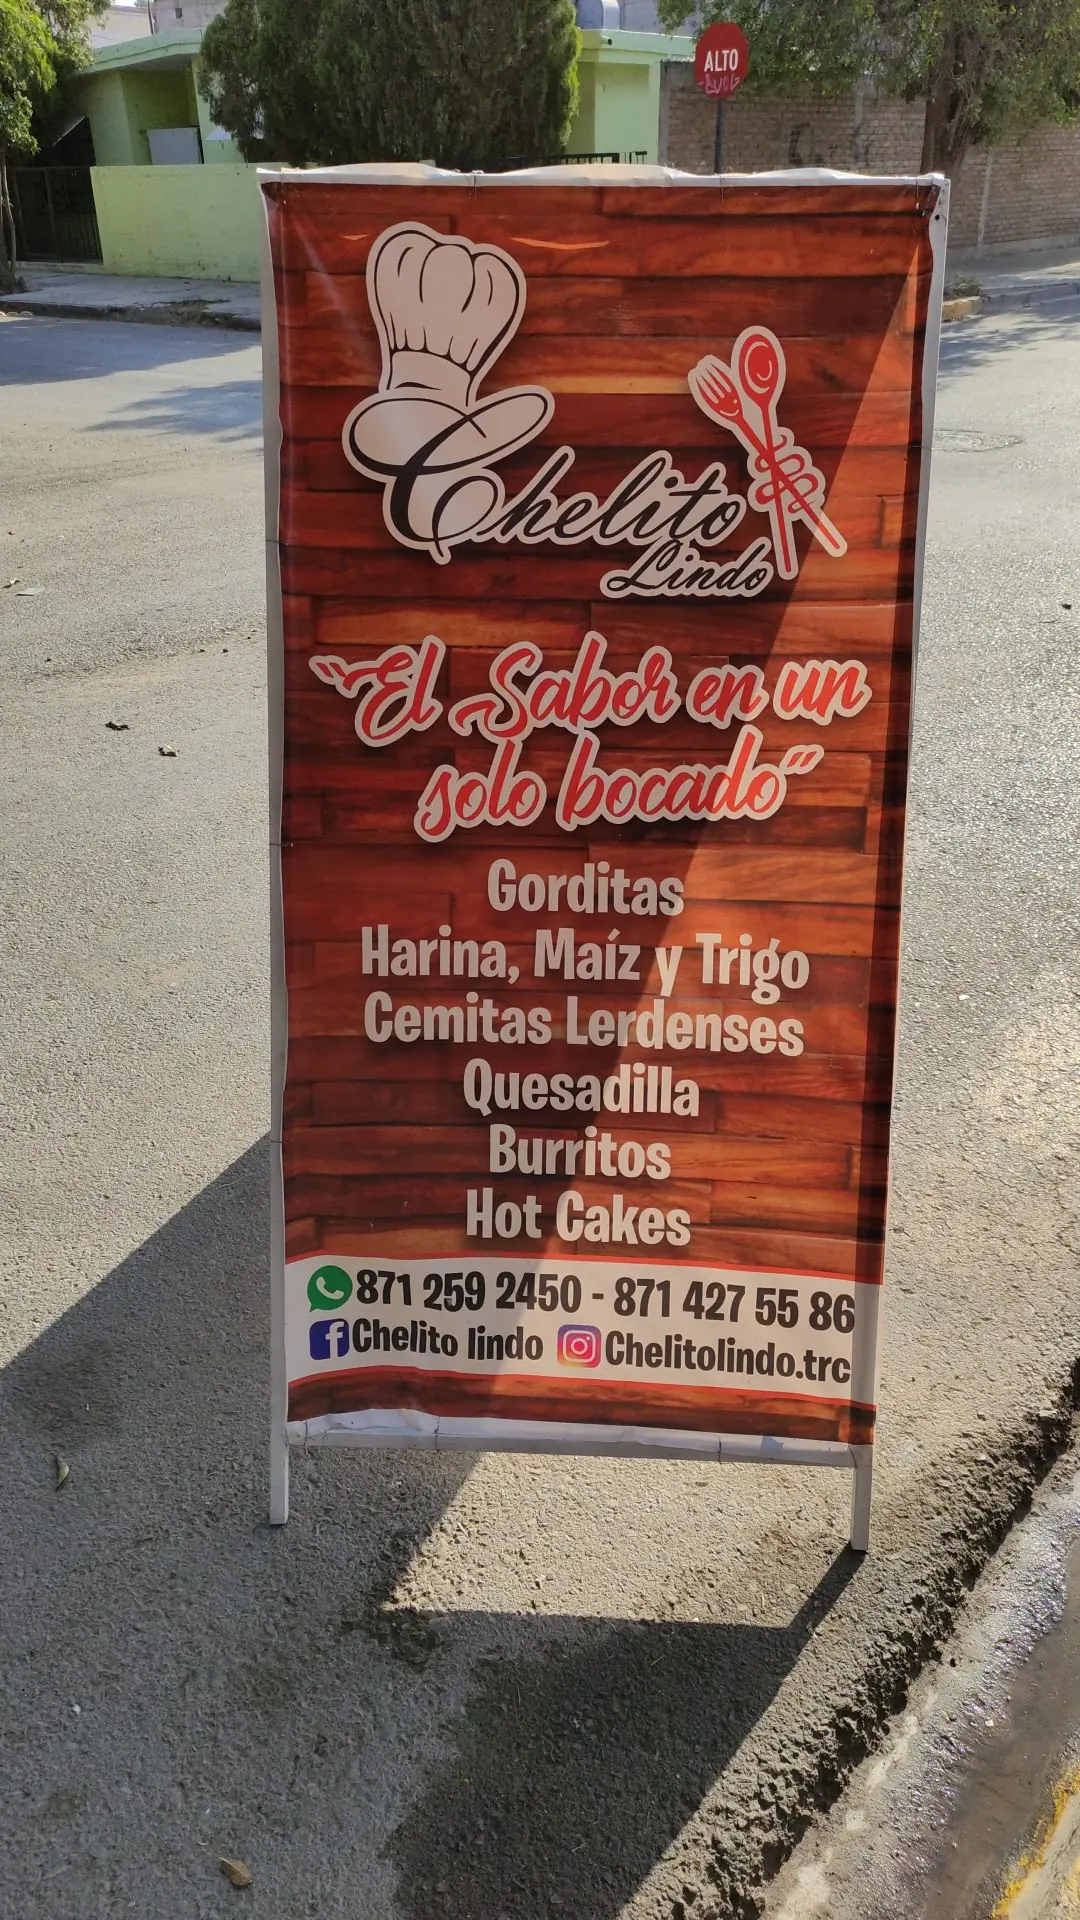 ALTO
Chelito
Lindo
"El Sabor en un
solo bocado"
Gorditas
Harina, Maíz y Trigo
Cemitas Lerdenses
Quesadilla
Burritos
Hot Cakes
871 259 2450 - 871 427 55 86
Chelito lindo Chelitolindo.trc